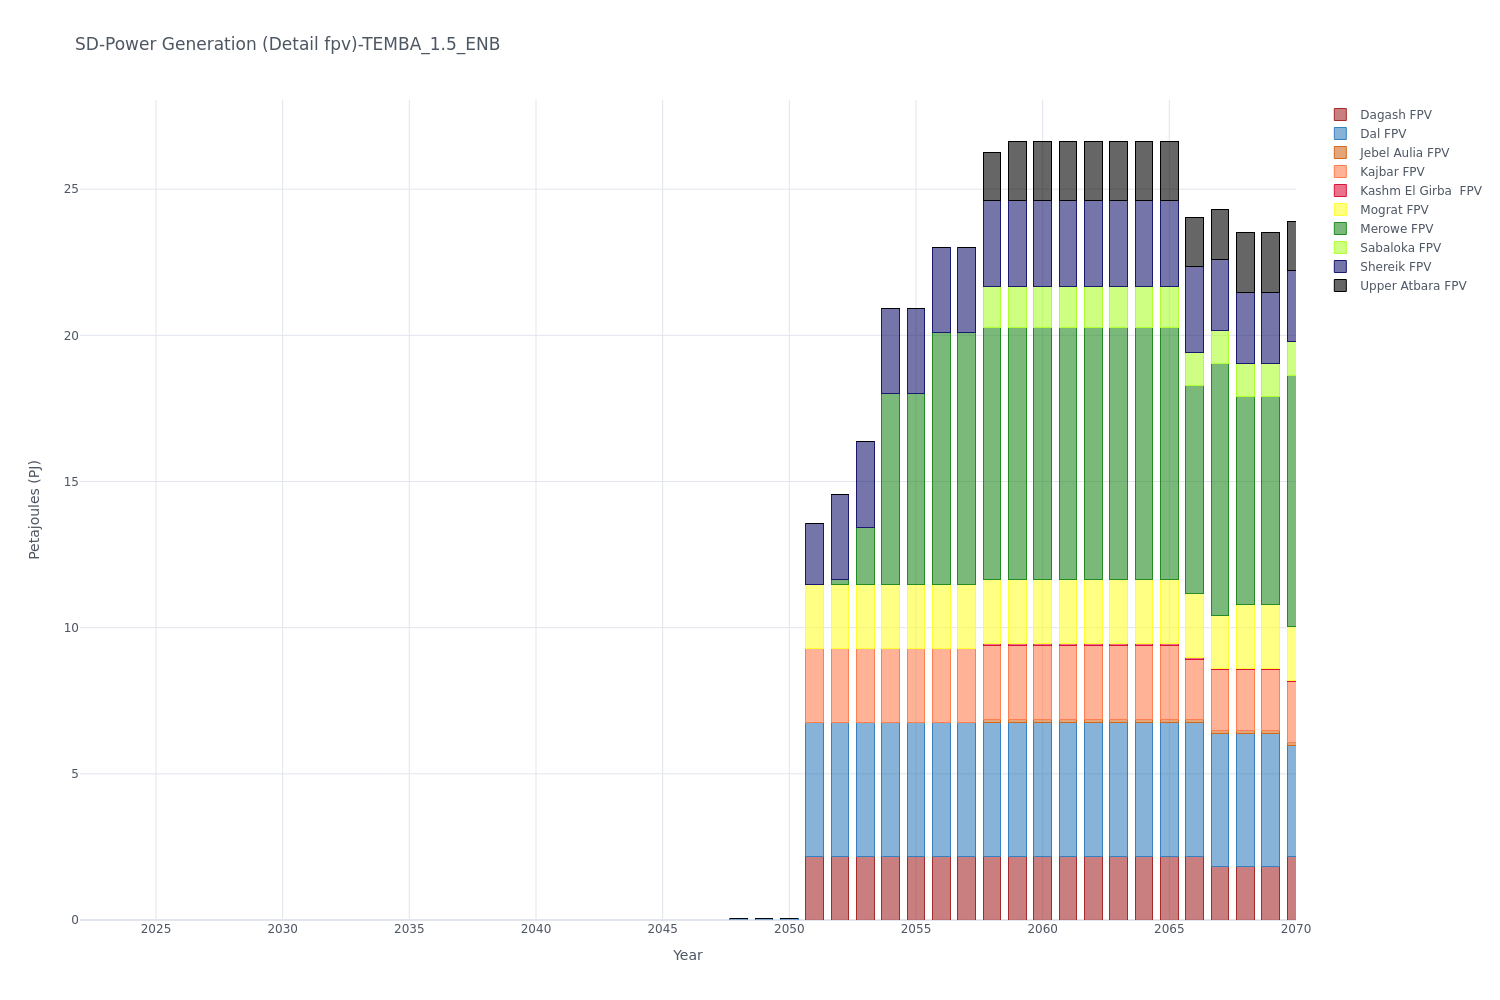 SD-Power Generation (Detail fpv)-TEMBA_1.5_ENB
Dagash FPV
Dal FPV
Jebel Aulia FPV
Kajbar FPV
Kashm El Girba  FPV
Mograt FPV
Merowe FPV
Sabaloka FPV
Shereik FPV
Upper Atbara FPV
25
20
15
10
5
0
Petajoules (PJ)
2025 2030 2035 2040 2045 2050 2055 2060 2065 2070
Year